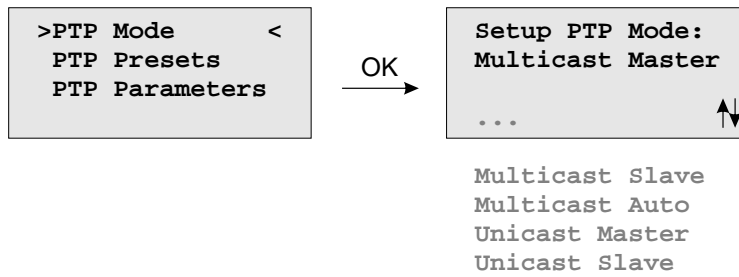 >PTP Mode <
PTP Presets
PTP Parameters
OK
Setup PTP Mode:
Multicast Master
...
Multicast Slave
Multicast Auto
Unicast Master
Unicast Slave